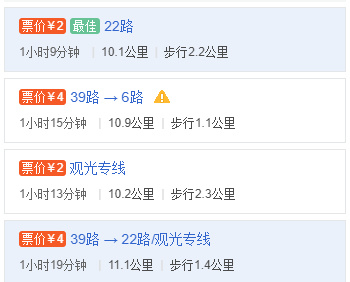 票价¥2 最佳 22路
1小时9分钟 | 10.1公里 | 步行2.2公里
票价¥4 39路 → 6路
1小时15分钟 | 10.9公里 | 步行1.1公里
票价¥2 观光专线
1小时13分钟 | 10.2公里 | 步行2.3公里
票价¥4 39路 → 22路/观光专线
1小时19分钟 | 11.1公里 | 步行1.4公里